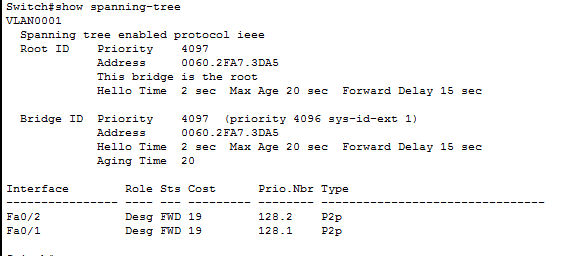 Switch#show spanning-tree
VLAN0001
  Spanning tree enabled protocol ieee
  Root ID    Priority    4097
             Address     0060.2FA7.3DA5
             This bridge is the root
             Hello Time  2 sec  Max Age 20 sec  Forward Delay 15 sec

  Bridge ID  Priority    4097  (priority 4096 sys-id-ext 1)
             Address     0060.2FA7.3DA5
             Hello Time  2 sec  Max Age 20 sec  Forward Delay 15 sec
             Aging Time  20

Interface        Role Sts Cost      Prio.Nbr Type
---------------- ---- --- --------- -------- --------------------------------
Fa0/2            Desg FWD 19        128.2    P2p
Fa0/1            Desg FWD 19        128.1    P2p